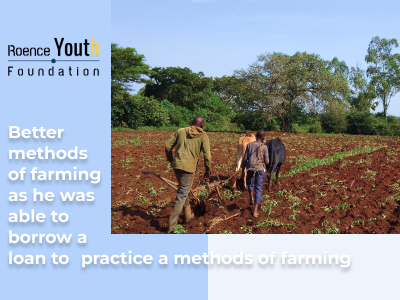 Roence Youth
Foundation
Better
methods
of farming
as he was
able to
borrow a
loan to practice a methods of farming